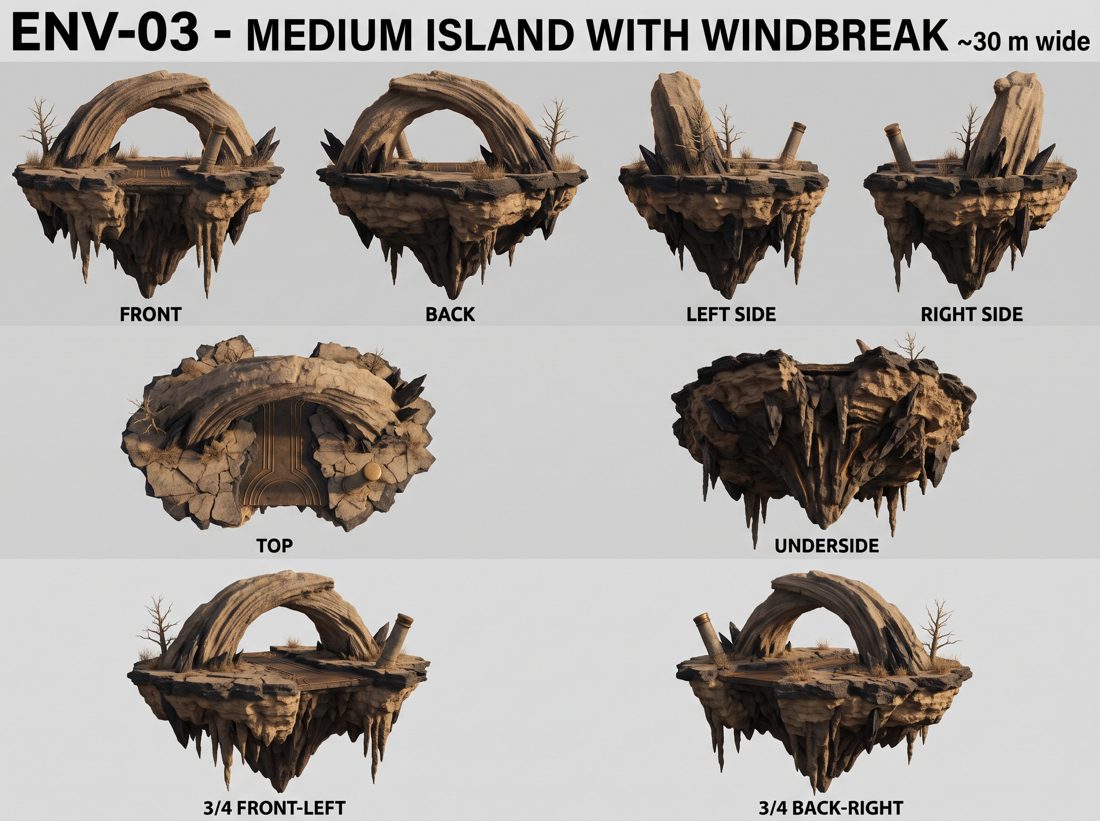 ENV-03 - MEDIUM ISLAND WITH WINDBREAK ~30 m wide
FRONT
BACK
LEFT SIDE
RIGHT SIDE
TOP
UNDERSIDE
3/4 FRONT-LEFT
3/4 BACK-RIGHT